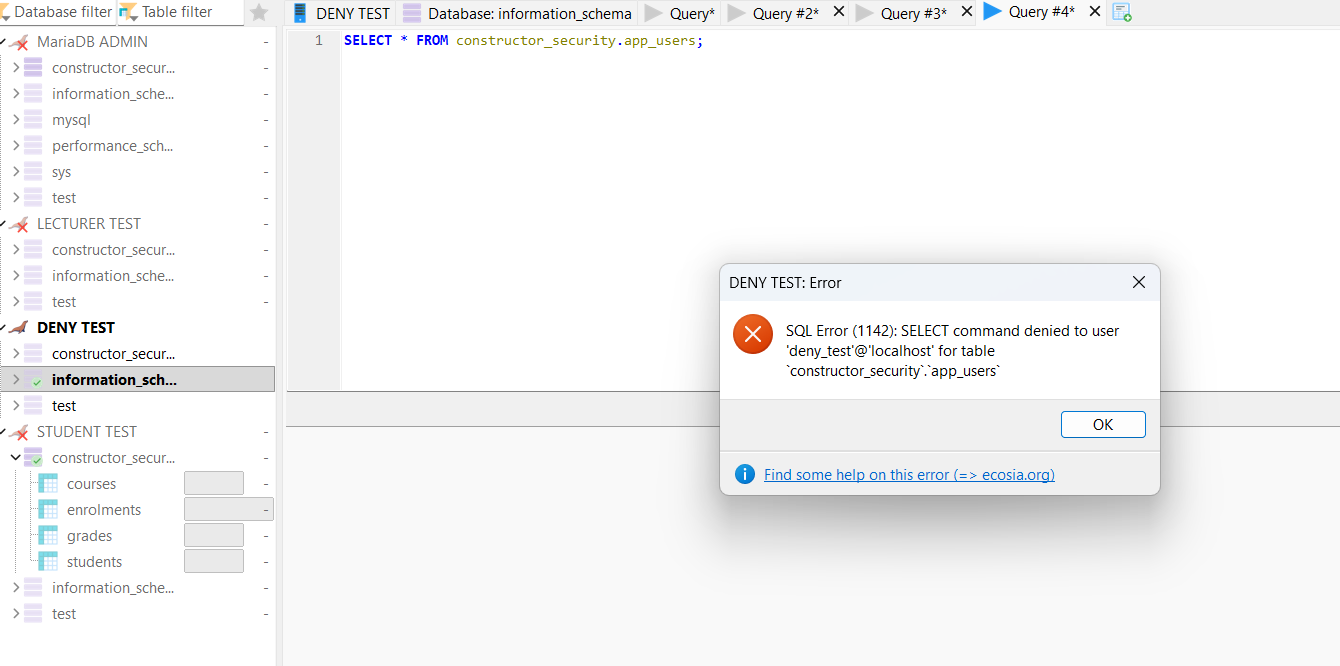 Database filter
Table filter
MariaDB ADMIN
-
constructor_secur...
-
information_sche...
-
mysql
-
performance_sch...
-
sys
-
test
-
LECTURER TEST
-
constructor_secur...
-
information_sche...
-
test
-
DENY TEST
constructor_secur...
information_sch...
test
STUDENT TEST
-
constructor_secur...
-
courses
-
enrolments
-
grades
-
students
-
information_sche...
-
test
-
DENY TEST
Database: information_schema
Query*
Query #2*
Query #3*
Query #4*
1 SELECT * FROM constructor_security.app_users;
DENY TEST: Error
SQL Error (1142): SELECT command denied to user
'deny_test'@'localhost' for table
`constructor_security`.`app_users`
OK
Find some help on this error (=> ecosia.org)